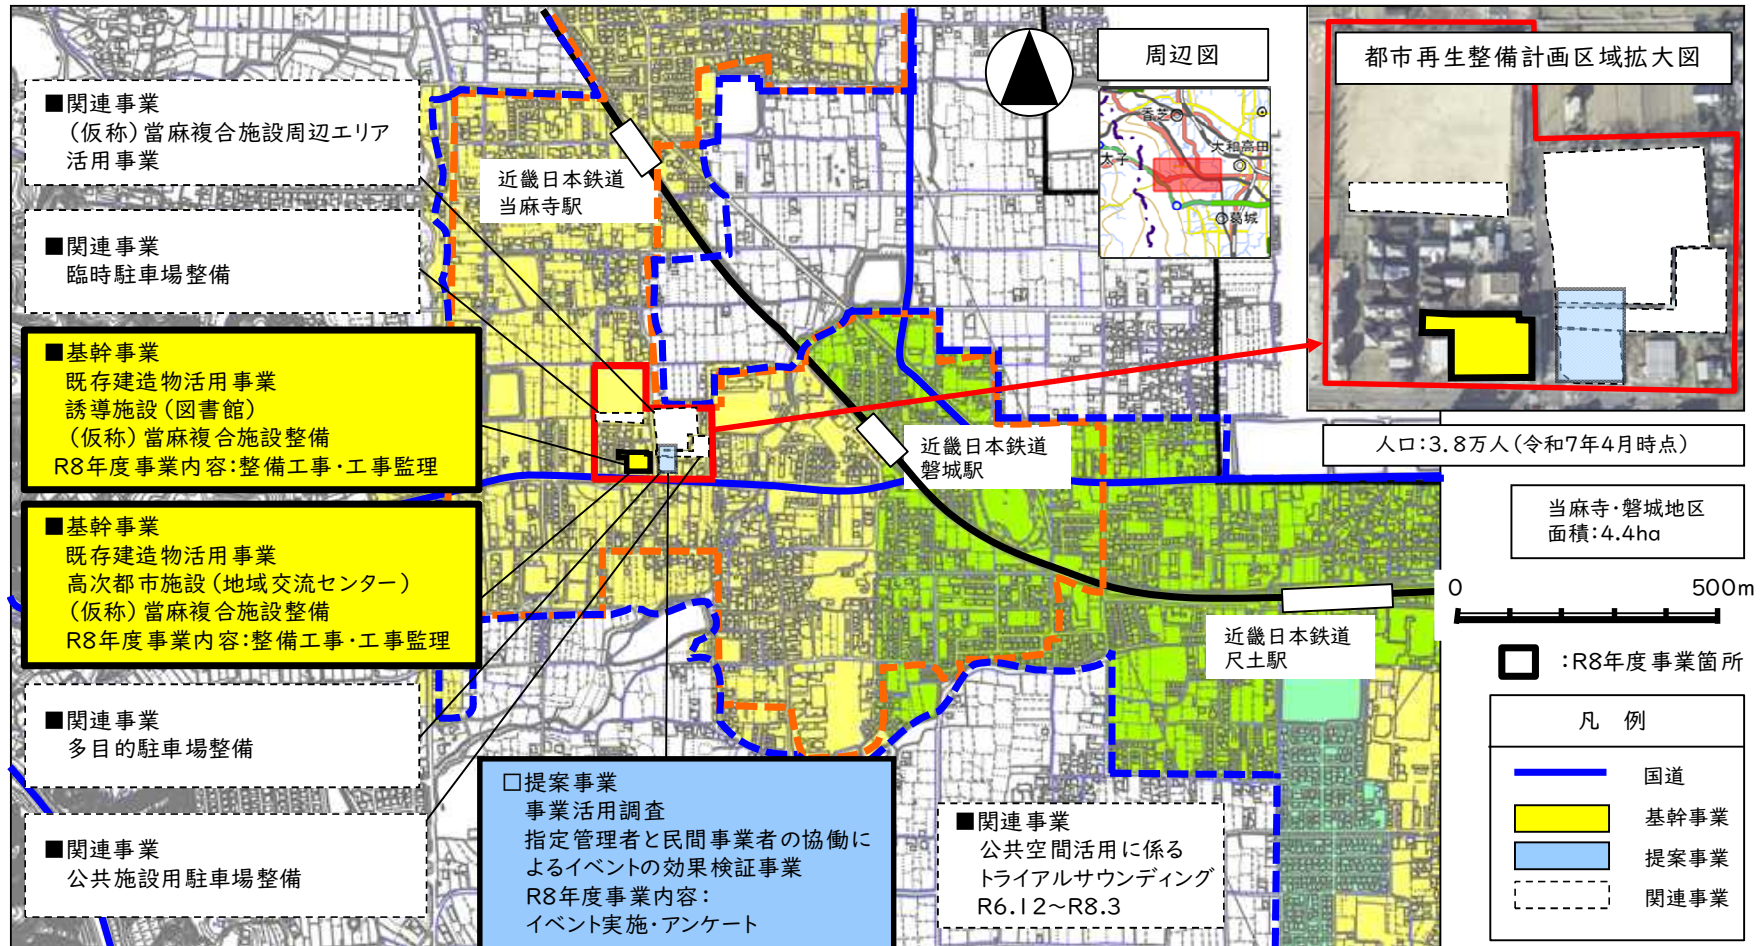 ■関連事業
（仮称）當麻複合施設周辺エリア
活用事業
■関連事業
臨時駐車場整備
■基幹事業
既存建造物活用事業
誘導施設（図書館）
（仮称）當麻複合施設整備
R8年度事業内容：整備工事・工事監理
■基幹事業
既存建造物活用事業
高次都市施設（地域交流センター）
（仮称）當麻複合施設整備
R8年度事業内容：整備工事・工事監理
■関連事業
多目的駐車場整備
■関連事業
公共施設用駐車場整備
□提案事業
事業活用調査
指定管理者と民間事業者の協働に
よるイベントの効果検証事業
R8年度事業内容：
イベント実施・アンケート
■関連事業
公共空間活用に係る
トライアルサウンディング
R6.12～R8.3
近畿日本鉄道
当麻寺駅
近畿日本鉄道
磐城駅
近畿日本鉄道
尺土駅
周辺図
香芝
大和高田
太子
葛城
都市再生整備計画区域拡大図
人口：3.8万人（令和7年4月時点）
当麻寺・磐城地区
面積：4.4ha
0 500m
：R8年度事業箇所
凡 例
国道
基幹事業
提案事業
関連事業